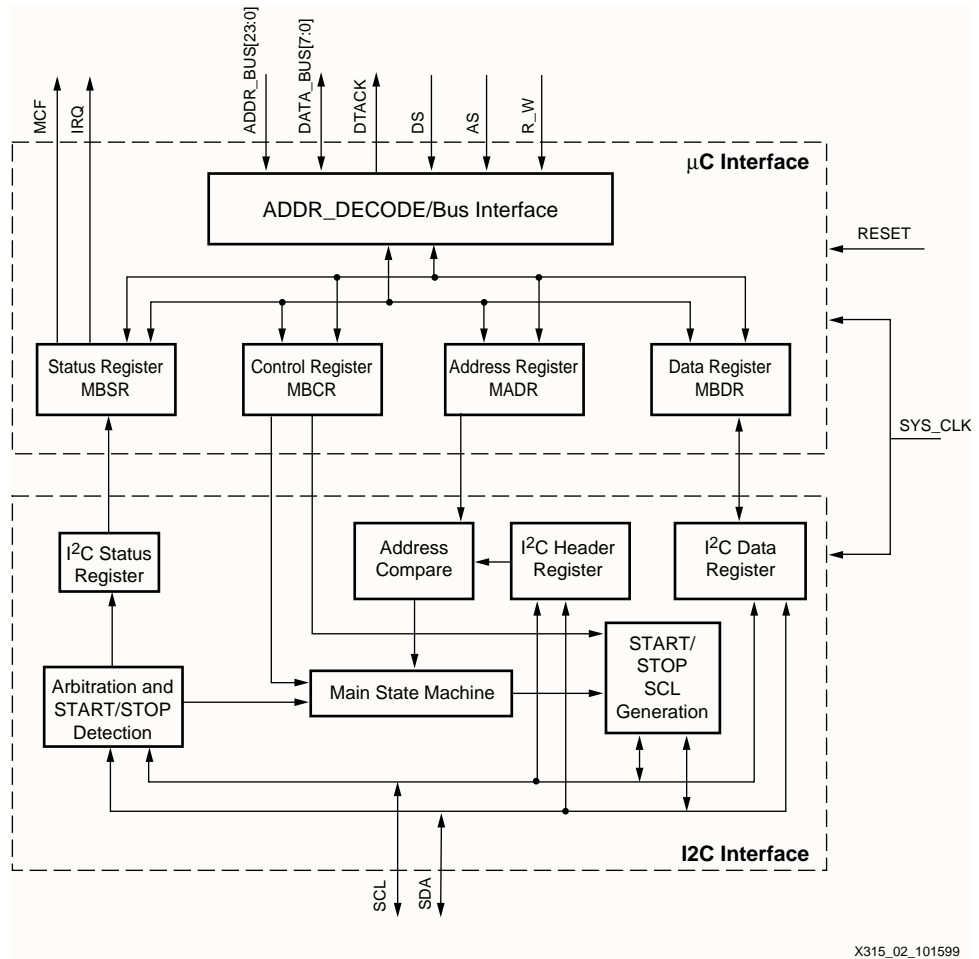 MCF
IRQ
ADDR_BUS[23:0]
DATA_BUS[7:0]
DTACK
DS
AS
R_W
µC Interface
ADDR_DECODE/Bus Interface
RESET
Status Register
MBSR
Control Register
MBCR
Address Register
MADR
Data Register
MBDR
SYS_CLK
I2C Status
Register
Address
Compare
I2C Header
Register
I2C Data
Register
Arbitration and
START/STOP
Detection
Main State Machine
START/
STOP
SCL
Generation
I2C Interface
SCL
SDA
X315_02_101599